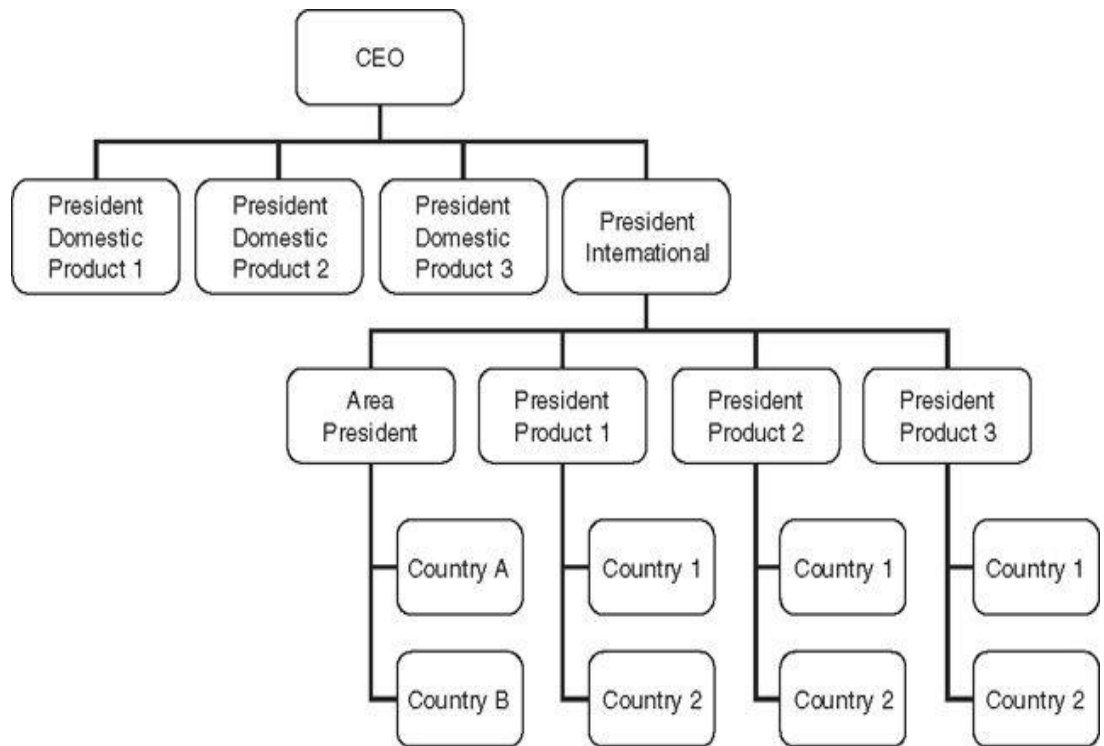 CEO
President
Domestic
Product 1
President
Domestic
Product 2
President
Domestic
Product 3
President
International
Area
President
President
Product 1
President
Product 2
President
Product 3
Country A
Country 1
Country 1
Country 1
Country B
Country 2
Country 2
Country 2